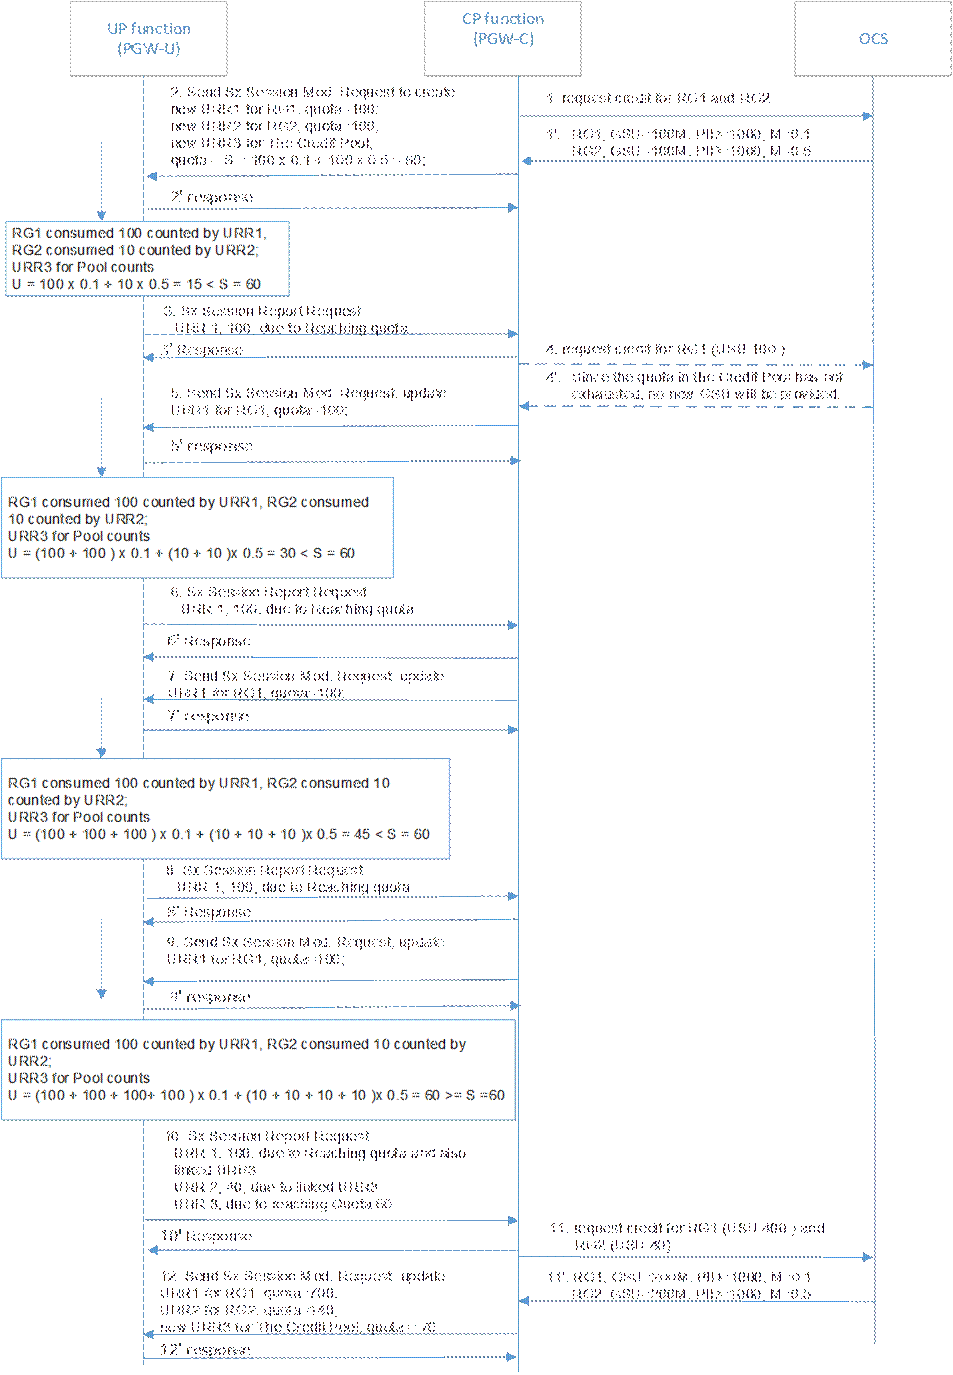 UP function
(PGW-U)
CP function
(PGW-C)
OCS
2. Send Sx Session Mod. Request to create
new URR1 for RG1, quota 100;
new URR2 for RG2, quota 100,
new URR3 for The Credit Pool,
quota = S = 100 x 0.1 + 100 x 0.5 = 60;
1. request credit for RG1 and RG2
1'. RG1, GSU 100M, PID 1000, M 0.1
RG2, GSU 100M, PID 1000, M 0.5
2' response
RG1 consumed 100 counted by URR1,
RG2 consumed 10 counted by URR2;
URR3 for Pool counts
U = 100 x 0.1 + 10 x 0.5 = 15 < S = 60
3. Sx Session Report Request
URR 1, 100, due to Reaching quota
3' Response
4. request credit for RG1 (USU 100 )
4'. Since the quota in the Credit Pool has not
exhausted, no new GSU will be provided.
5. Send Sx Session Mod. Request, update
URR1 for RG1, quota 100;
5' response
RG1 consumed 100 counted by URR1, RG2 consumed
10 counted by URR2;
URR3 for Pool counts
U = (100 + 100 ) x 0.1 + (10 + 10 )x 0.5 = 30 < S = 60
6. Sx Session Report Request
URR 1, 100, due to Reaching quota
6' Response
7. Send Sx Session Mod. Request, update
URR1 for RG1, quota 100;
7' response
RG1 consumed 100 counted by URR1, RG2 consumed 10
counted by URR2;
URR3 for Pool counts
U = (100 + 100 + 100 ) x 0.1 + (10 + 10 + 10 )x 0.5 = 45 < S = 60
8. Sx Session Report Request
URR 1, 100, due to Reaching quota
8' Response
9. Send Sx Session Mod. Request, update
URR1 for RG1, quota 100;
9' response
RG1 consumed 100 counted by URR1, RG2 consumed 10 counted by
URR2;
URR3 for Pool counts
U = (100 + 100 + 100+ 100 ) x 0.1 + (10 + 10 + 10 + 10 )x 0.5 = 60 >= S =60
10. Sx Session Report Request
URR 1, 100, due to Reaching quota and also
linked URR3
URR 2, 40, due to linked URR3
URR 3, due to reaching Quota 60
10' Response
11. request credit for RG1 (USU 400 ) and
RG2 (USU 40)
12. Send Sx Session Mod. Request, update
URR1 for RG1, quota
URR2 for RG2, quota
new URR3 for The Credit Pool, quota
11'. RG1, GSU 200M, PID 1000, M 0.1
RG2, GSU 200M, PID 1000, M 0.5
12' response